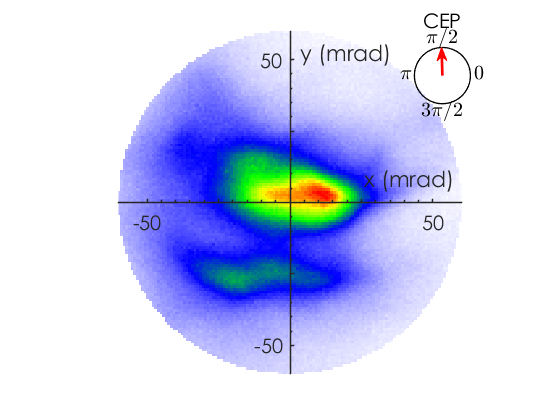 CEP
π/2
50 y (mrad)
π 0
3π/2
x (mrad)
-50 50
-50